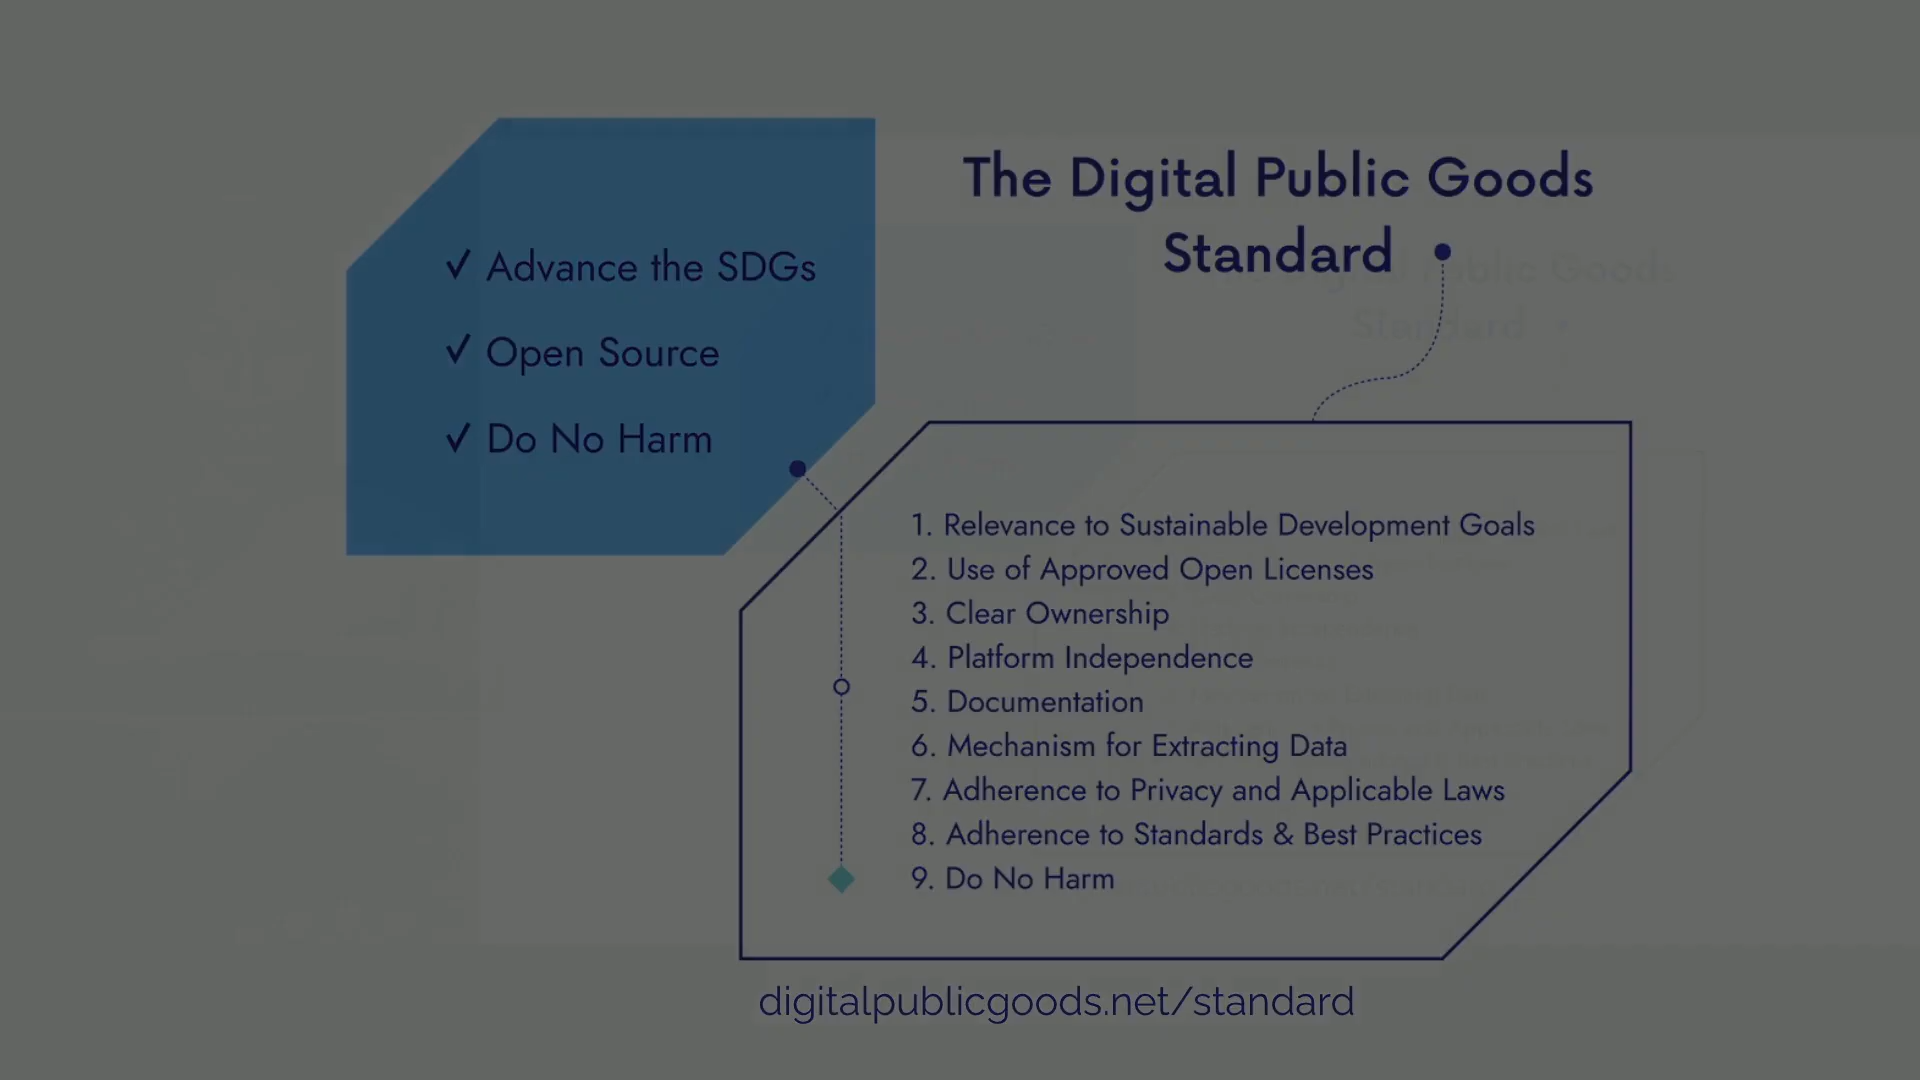 The Digital Public Goods
Standard
✓ Advance the SDGs
✓ Open Source
✓ Do No Harm
1. Relevance to Sustainable Development Goals
2. Use of Approved Open Licenses
3. Clear Ownership
4. Platform Independence
5. Documentation
6. Mechanism for Extracting Data
7. Adherence to Privacy and Applicable Laws
8. Adherence to Standards & Best Practices
9. Do No Harm
digitalpublicgoods.net/standard